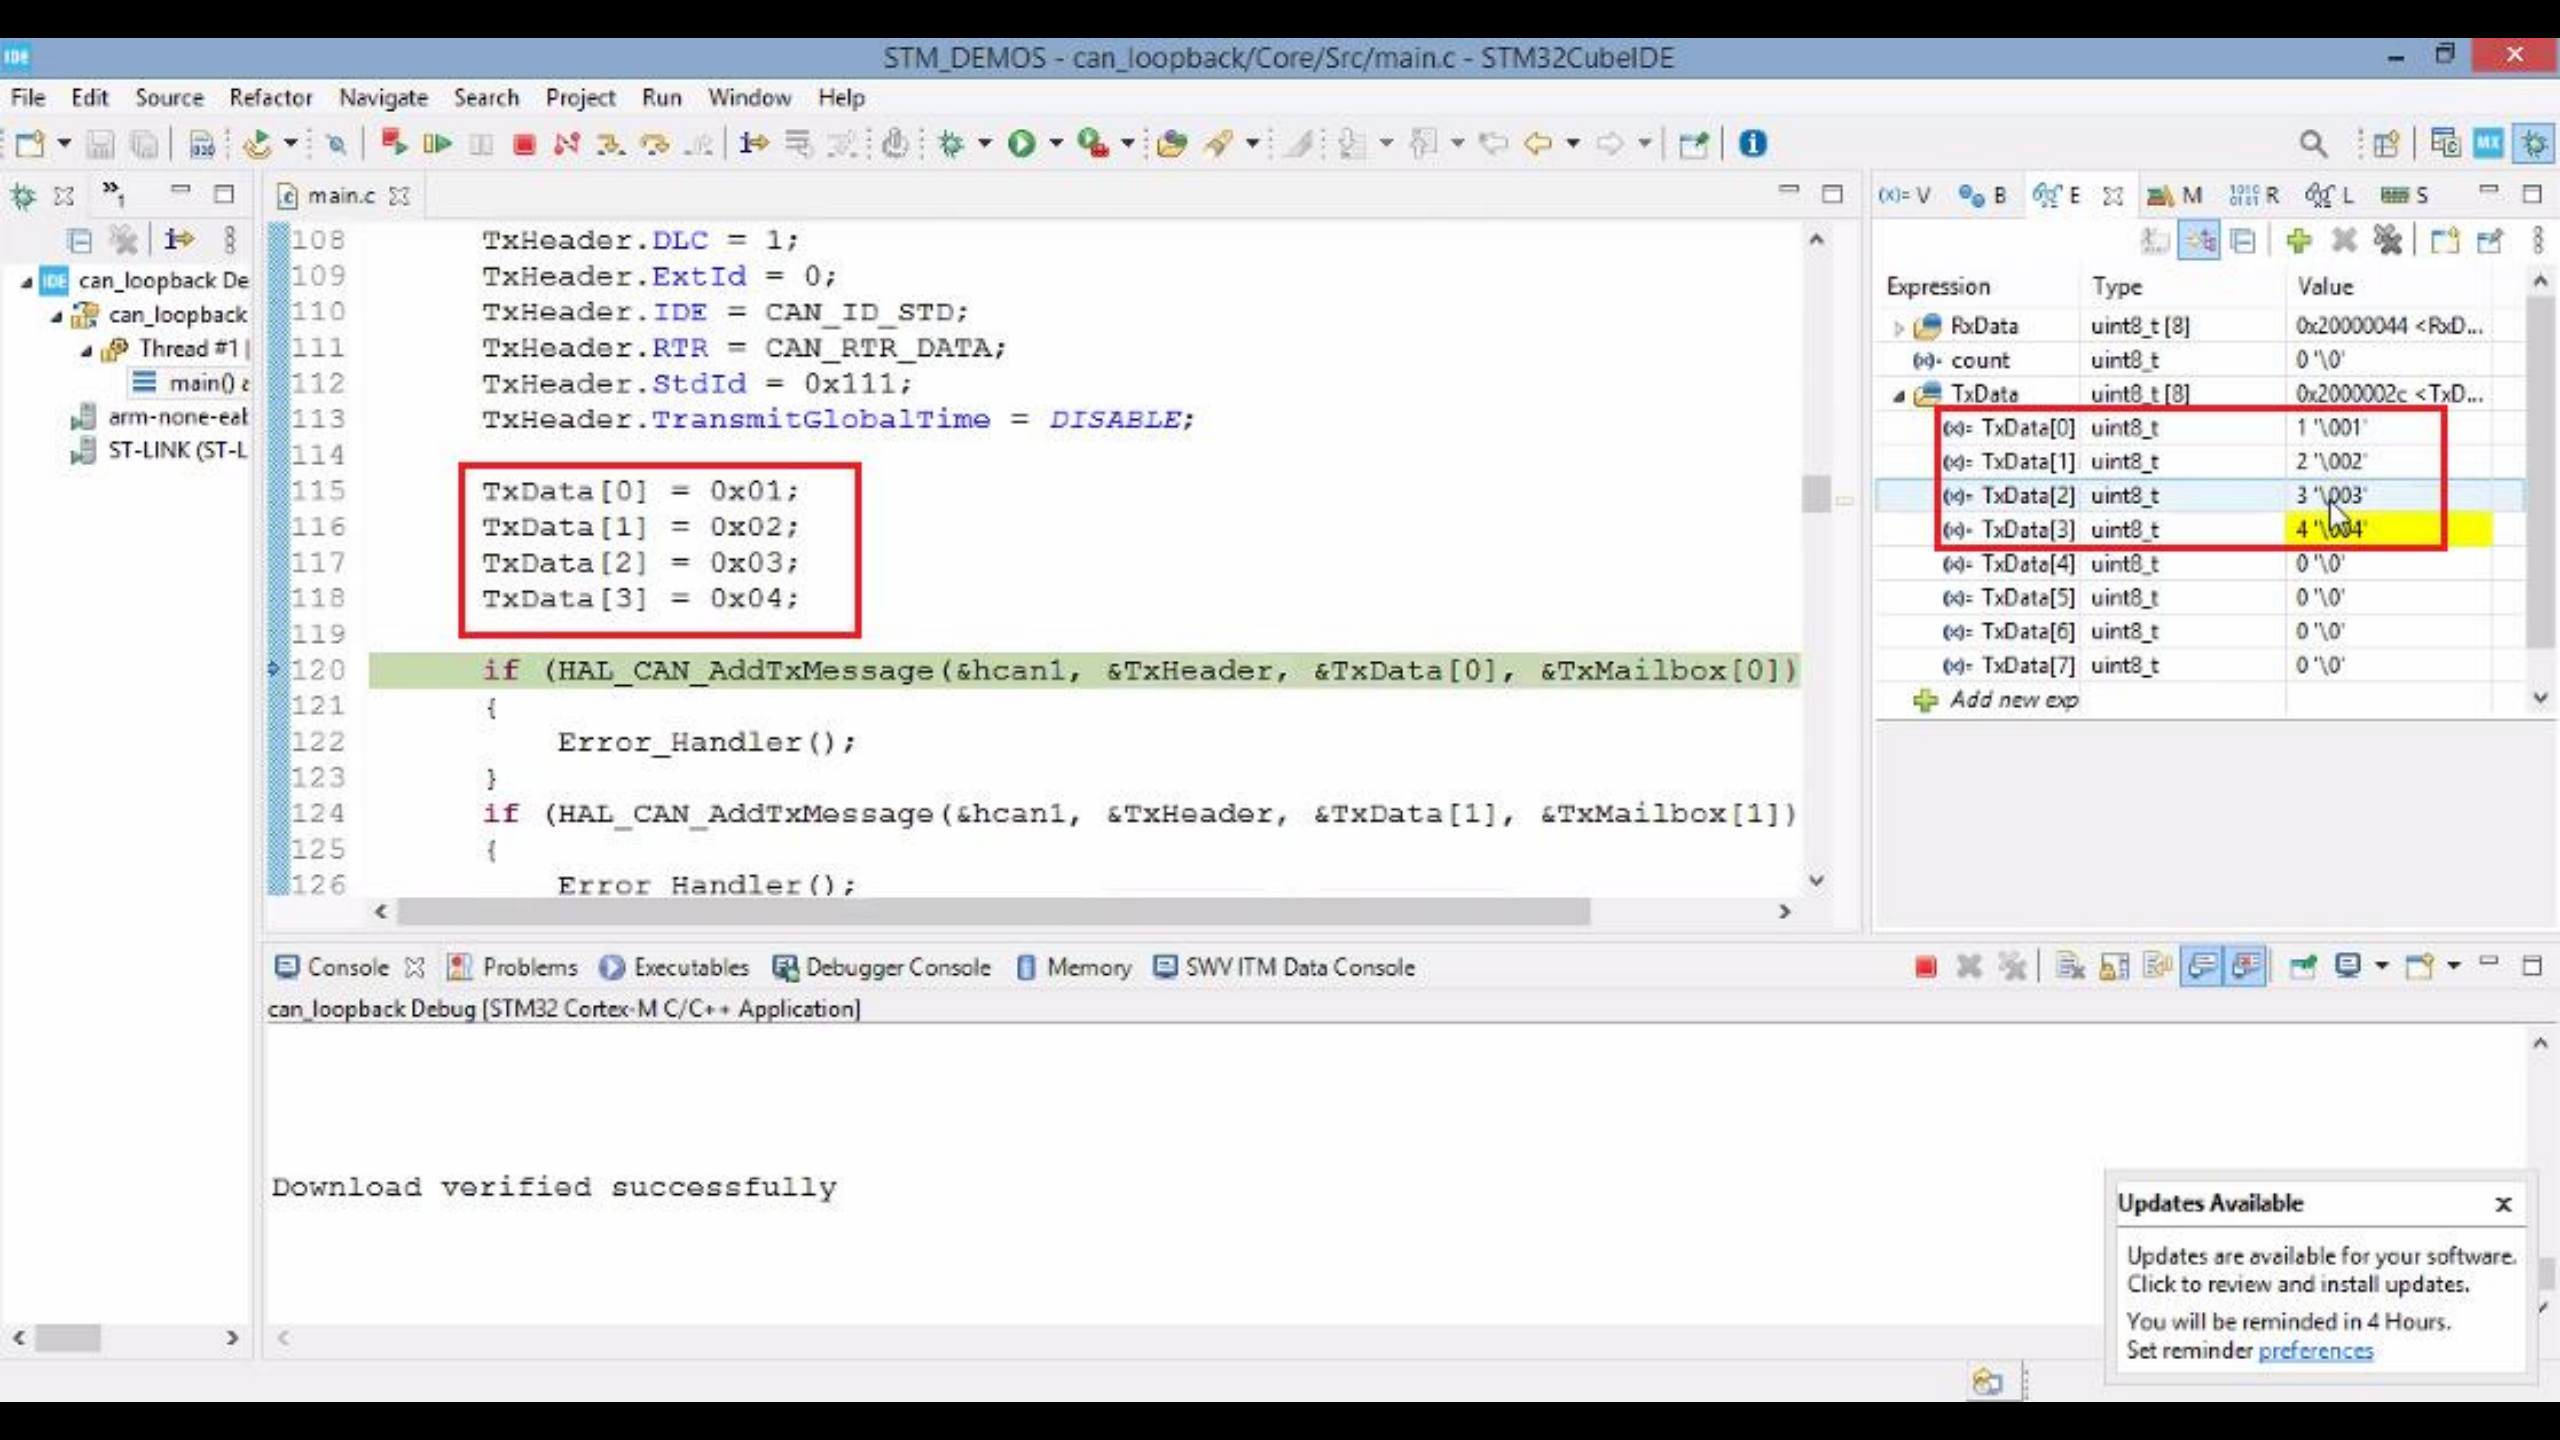 STM_DEMOS - can_loopback/Core/Src/main.c - STM32CubeIDE
File Edit Source Refactor Navigate Search Project Run Window Help
main.c
(x)= V B E M R L S
can_loopback De
can_loopback
Thread #1
main()
arm-none-eab
ST-LINK (ST-L
108 TxHeader.DLC = 1;
109 TxHeader.ExtId = 0;
110 TxHeader.IDE = CAN_ID_STD;
111 TxHeader.RTR = CAN_RTR_DATA;
112 TxHeader.StdId = 0x111;
113 TxHeader.TransmitGlobalTime = DISABLE;
114
115 TxData[0] = 0x01;
116 TxData[1] = 0x02;
117 TxData[2] = 0x03;
118 TxData[3] = 0x04;
119
120 if (HAL_CAN_AddTxMessage(&hcan1, &TxHeader, &TxData[0], &TxMailbox[0])
121 {
122 Error_Handler();
123 }
124 if (HAL_CAN_AddTxMessage(&hcan1, &TxHeader, &TxData[1], &TxMailbox[1])
125 {
126 Error_Handler();
Expression Type Value
RxData uint8_t [8] 0x20000044 <RxD...
(x)= count uint8_t 0 '\0'
TxData uint8_t [8] 0x2000002c <TxD...
(x)= TxData[0] uint8_t 1 '\001'
(x)= TxData[1] uint8_t 2 '\002'
(x)= TxData[2] uint8_t 3 '\003'
(x)= TxData[3] uint8_t 4 '\004'
(x)= TxData[4] uint8_t 0 '\0'
(x)= TxData[5] uint8_t 0 '\0'
(x)= TxData[6] uint8_t 0 '\0'
(x)= TxData[7] uint8_t 0 '\0'
Add new exp
Console Problems Executables Debugger Console Memory SWV ITM Data Console
can_loopback Debug [STM32 Cortex-M C/C++ Application]
Download verified successfully
Updates Available x
Updates are available for your software.
Click to review and install updates.
You will be reminded in 4 Hours.
Set reminder preferences